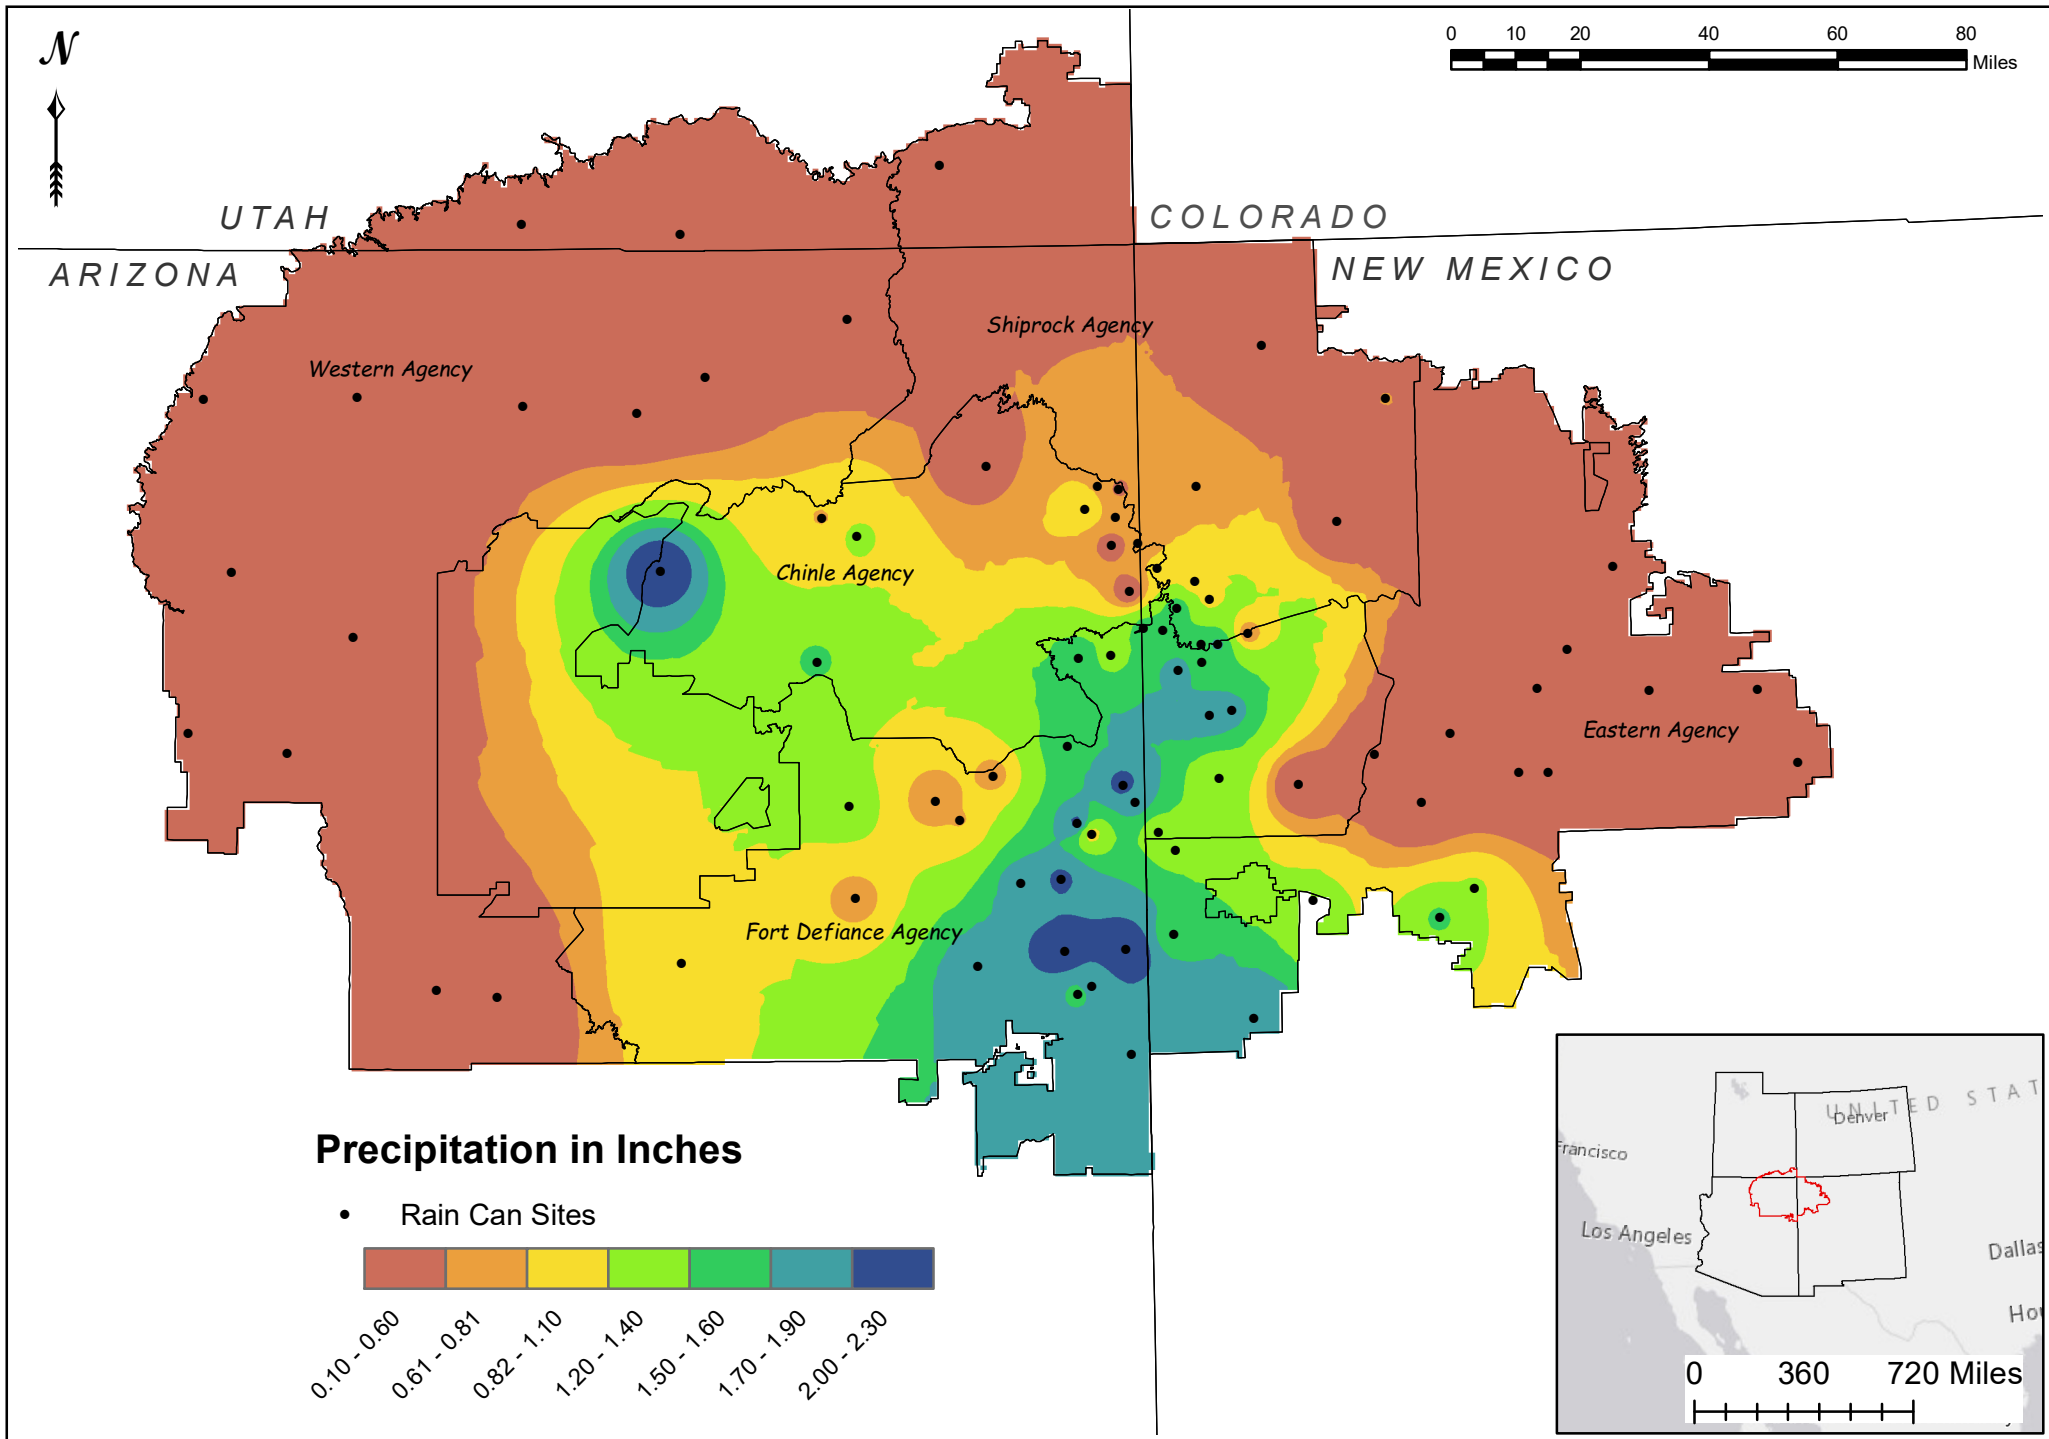 N
0 10 20 40 60 80
Miles
UTAH
COLORADO
ARIZONA
NEW MEXICO
Shiprock Agency
Western Agency
Chinle Agency
Eastern Agency
Fort Defiance Agency
Precipitation in Inches
Rain Can Sites
0.10 - 0.60
0.61 - 0.81
0.82 - 1.10
1.20 - 1.40
1.50 - 1.60
1.70 - 1.90
2.00 - 2.30
UNITED STAT
Denver
Francisco
Los Angeles
Dallas
Hou
0 360 720 Miles